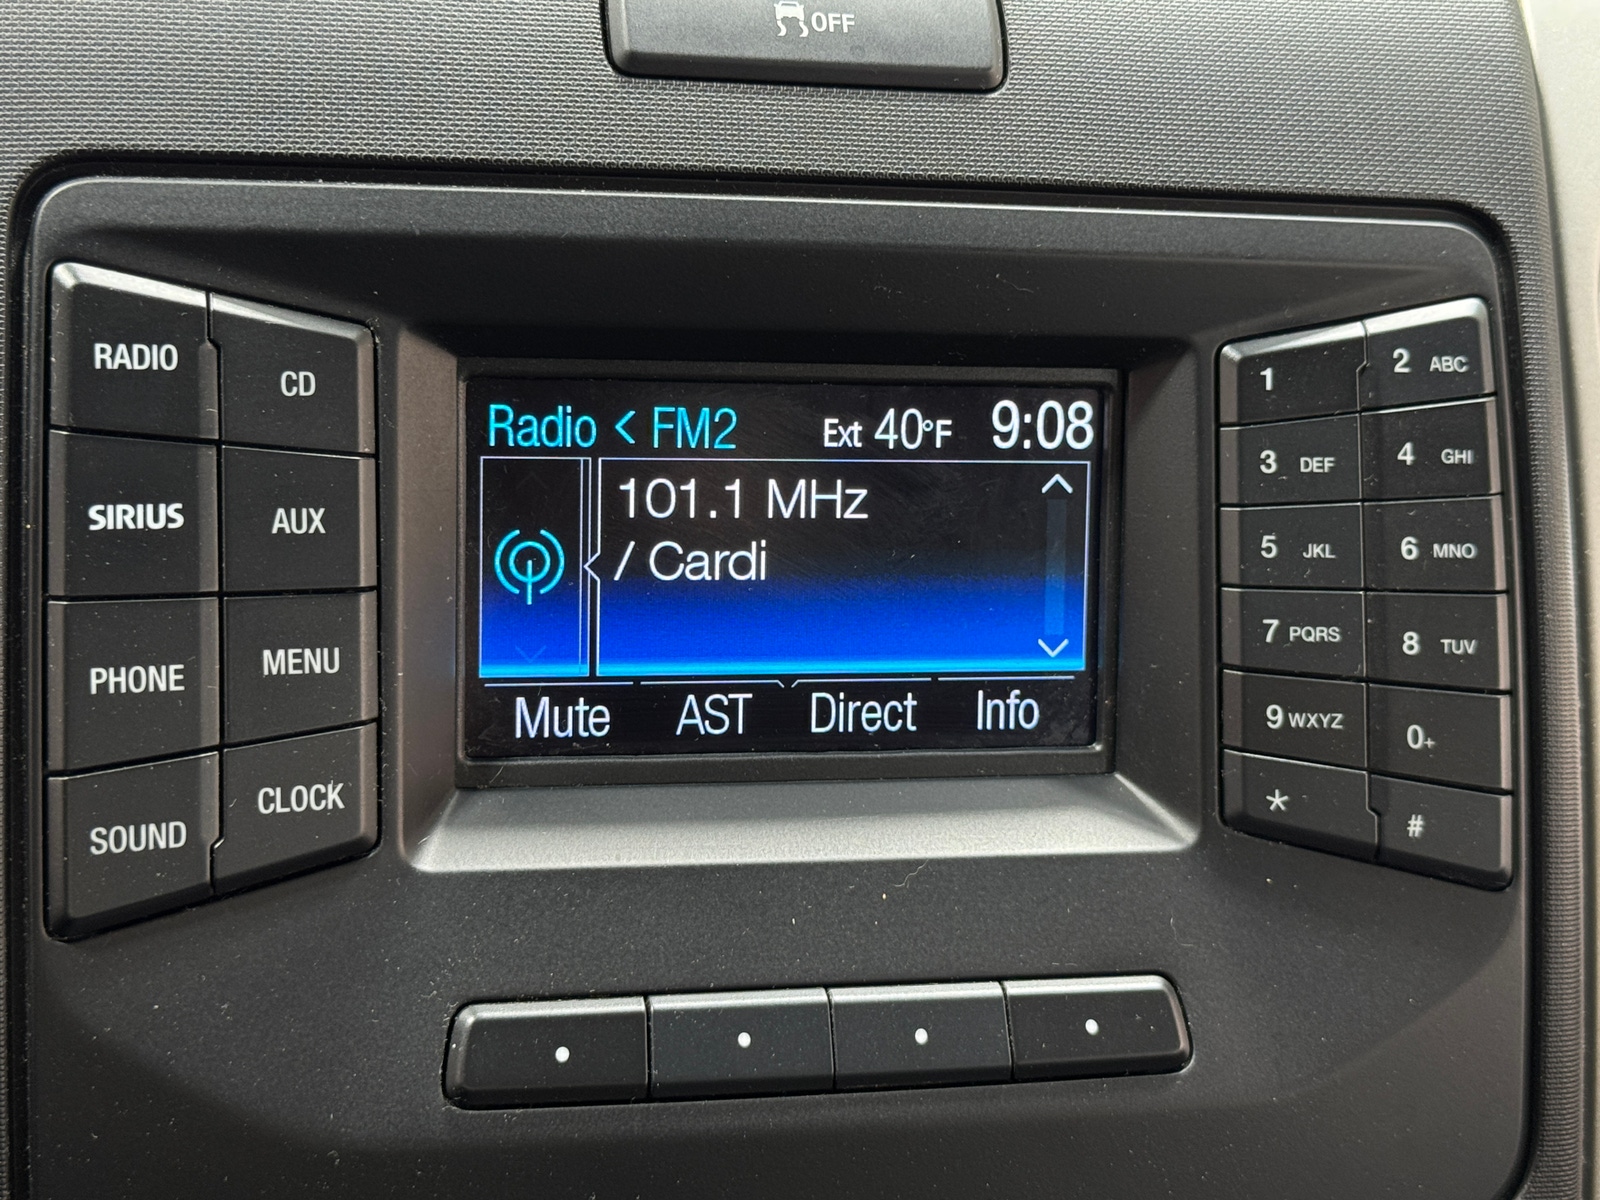 OFF
RADIO
CD
SIRIUS
AUX
PHONE
MENU
SOUND
CLOCK
Radio < FM2 Ext 40°F 9:08
101.1 MHz
/ Cardi
Mute AST Direct Info
1
2 ABC
3 DEF
4 GHI
5 JKL
6 MNO
7 PQRS
8 TUV
9 WXYZ
0+
*
#